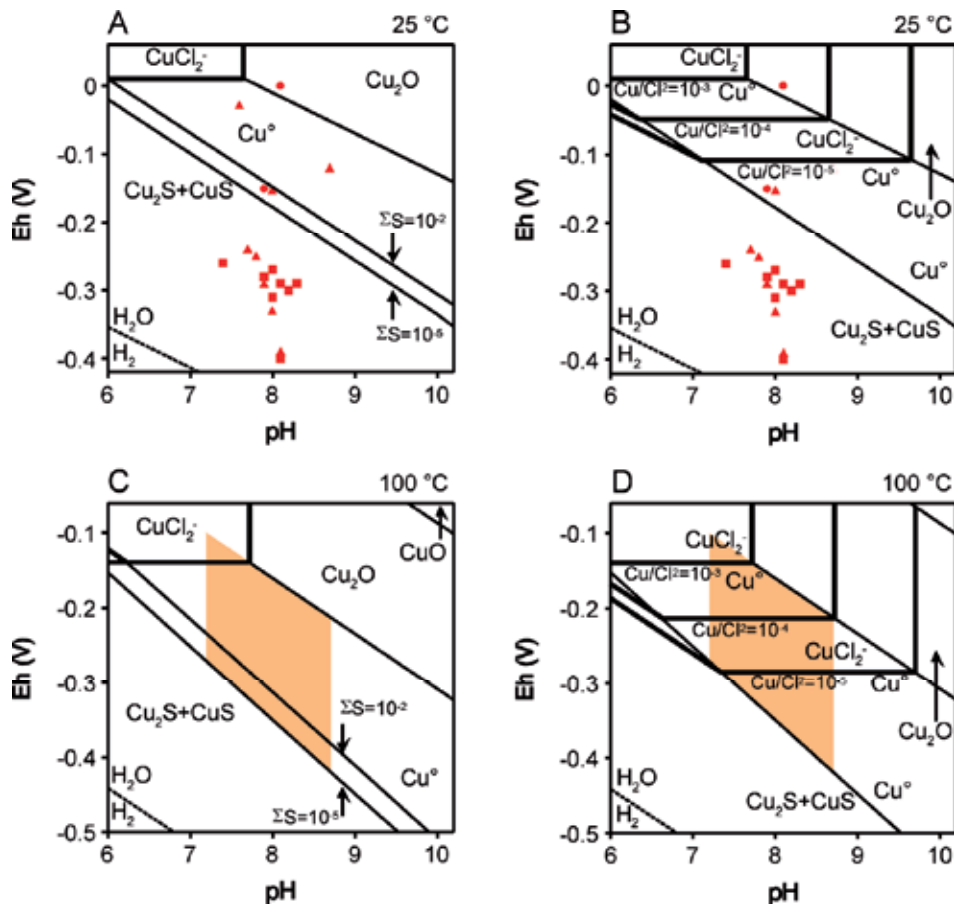 A 25 °C
CuCl₂⁻
Cu₂O
Cu°
Cu₂S+CuS
ΣS=10⁻²
ΣS=10⁻⁵
H₂O
H₂
Eh (V)
0
-0.1
-0.2
-0.3
-0.4
6 7 8 9 10
pH
B 25 °C
CuCl₂⁻
Cu/Cl²=10⁻³ Cu°
Cu/Cl²=10⁻⁴
CuCl₂⁻
Cu/Cl²=10⁻⁵
Cu°
Cu₂O
Cu°
Cu₂S+CuS
H₂O
H₂
Eh (V)
0
-0.1
-0.2
-0.3
-0.4
6 7 8 9 10
pH
C 100 °C
CuCl₂⁻
CuO
Cu₂O
Cu₂S+CuS
ΣS=10⁻²
Cu°
ΣS=10⁻⁵
H₂O
H₂
Eh (V)
-0.1
-0.2
-0.3
-0.4
-0.5
6 7 8 9 10
pH
D 100 °C
CuCl₂⁻
Cu/Cl²=10⁻³ Cu°
Cu/Cl²=10⁻⁴
CuCl₂⁻
Cu/Cl²=10⁻⁵
Cu°
Cu₂O
Cu°
Cu₂S+CuS
H₂O
H₂
Eh (V)
-0.1
-0.2
-0.3
-0.4
-0.5
6 7 8 9 10
pH